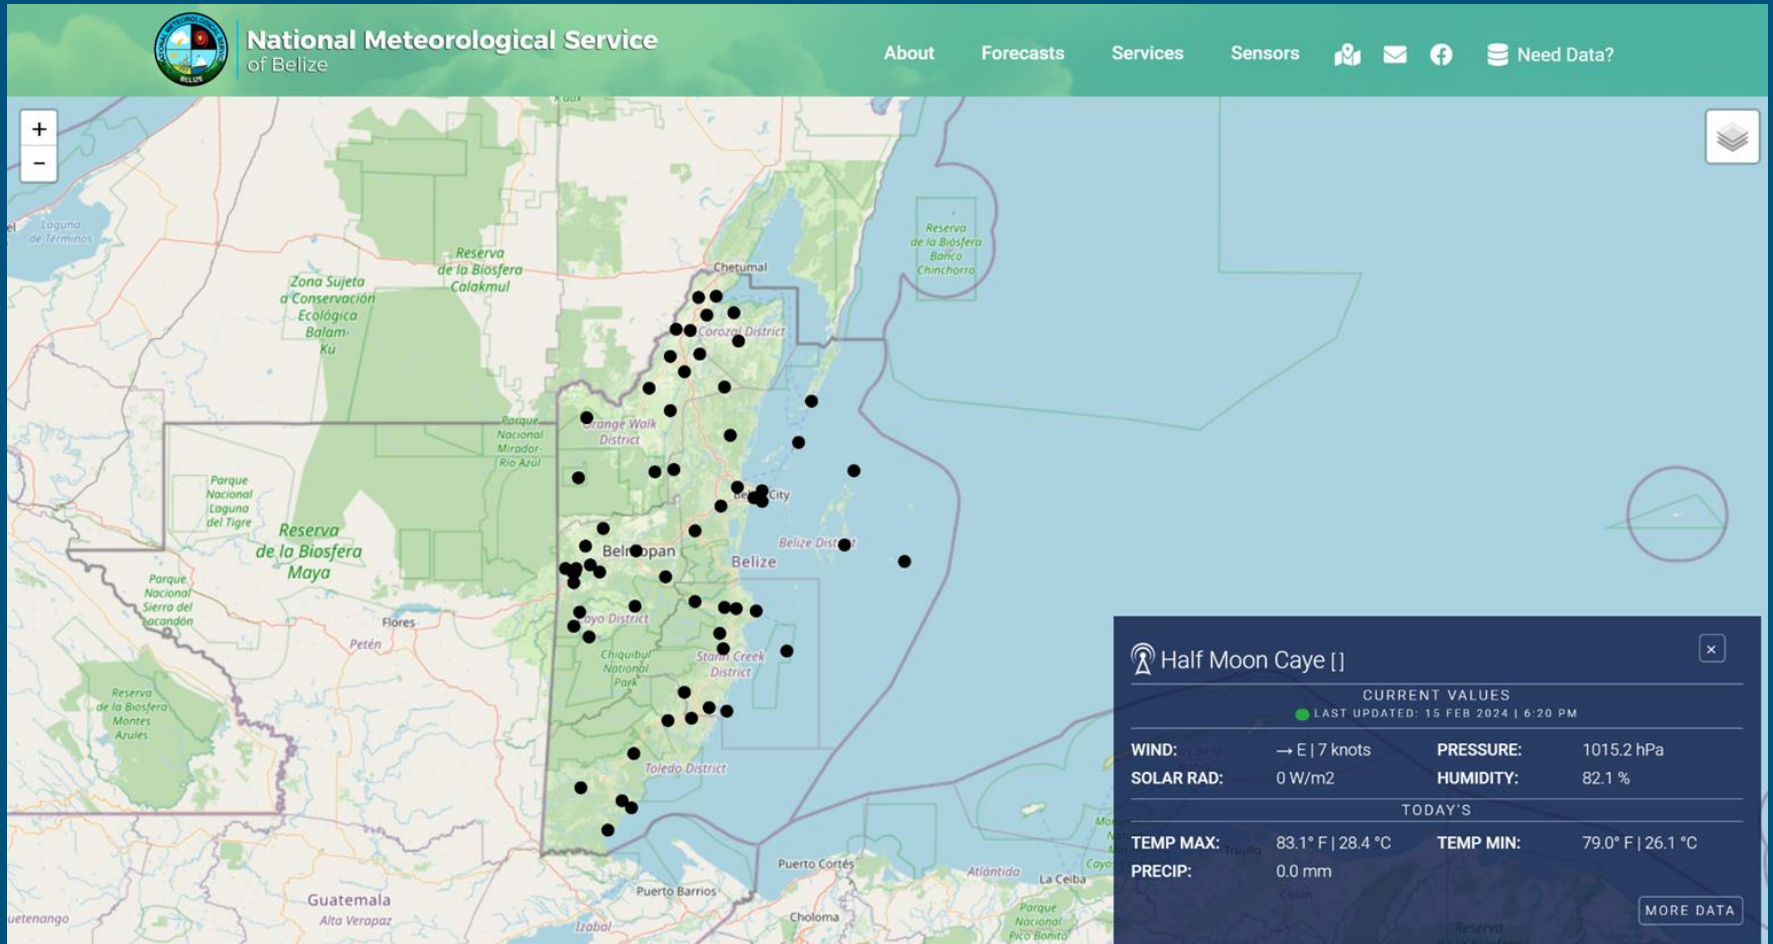 National Meteorological Service
of Belize
About
Forecasts
Services
Sensors
Need Data?
+
−
Laguna
de Términos
Reserva
de la Biosfera
Calakmul
Zona Sujeta
a Conservación
Ecológica
Balam-
Kú
Chetumal
Reserva
de la Biósfera
Banco
Chinchorro
Corozal District
Parque
Nacional
Mirador-
Rio Azul
Orange Walk
District
Parque
Nacional
Laguna
del Tigre
City
Reserva
de la Biosfera
Maya
Belmopan
Belize
Parque
Nacional
Sierra del
Lacandón
Flores
Petén
Cayo District
Chiquibul
National
Park
Stann Creek
District
Reserva
de la Biosfera
Montes
Azules
Toledo District
Guatemala
Alta Verapaz
Puerto Barrios
Izabal
Puerto Cortés
Choloma
Atlántida
La Ceiba
Parque
Nacional
Pico Bonito
Half Moon Caye [ ]
×
CURRENT VALUES
LAST UPDATED: 15 FEB 2024 | 6:20 PM
WIND: → E | 7 knots PRESSURE: 1015.2 hPa
SOLAR RAD: 0 W/m2 HUMIDITY: 82.1 %
TODAY'S
TEMP MAX: 83.1° F | 28.4 °C TEMP MIN: 79.0° F | 26.1 °C
PRECIP: 0.0 mm
MORE DATA